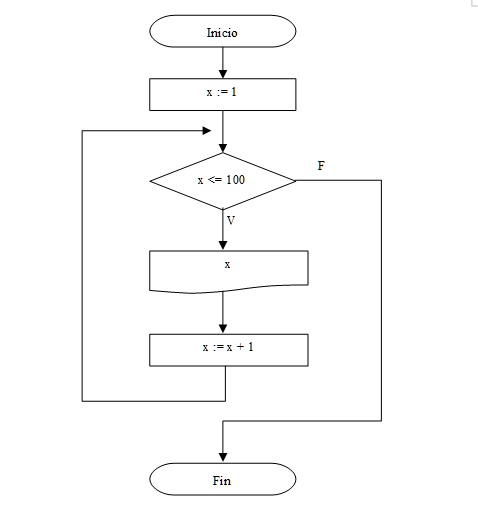 Inicio
x := 1
x <= 100
F
V
x
x := x + 1
Fin